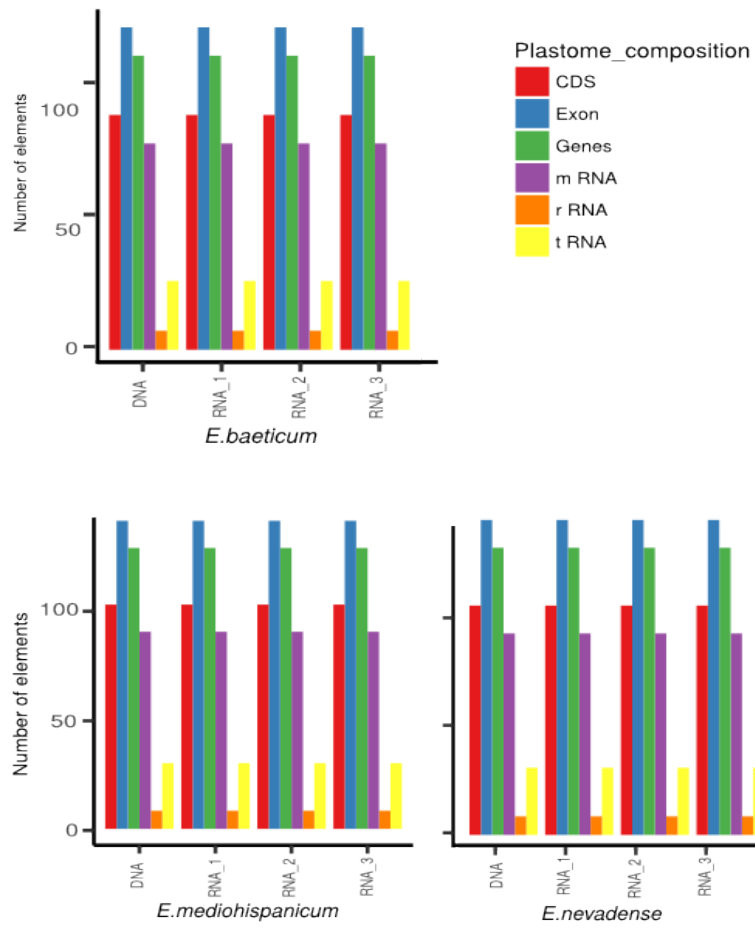 Plastome_composition
CDS
Exon
Genes
m RNA
r RNA
t RNA
Number of elements
100
50
0
DNA
RNA_1
RNA_2
RNA_3
E.baeticum
Number of elements
100
50
0
DNA
RNA_1
RNA_2
RNA_3
E.mediohispanicum
DNA
RNA_1
RNA_2
RNA_3
E.nevadense